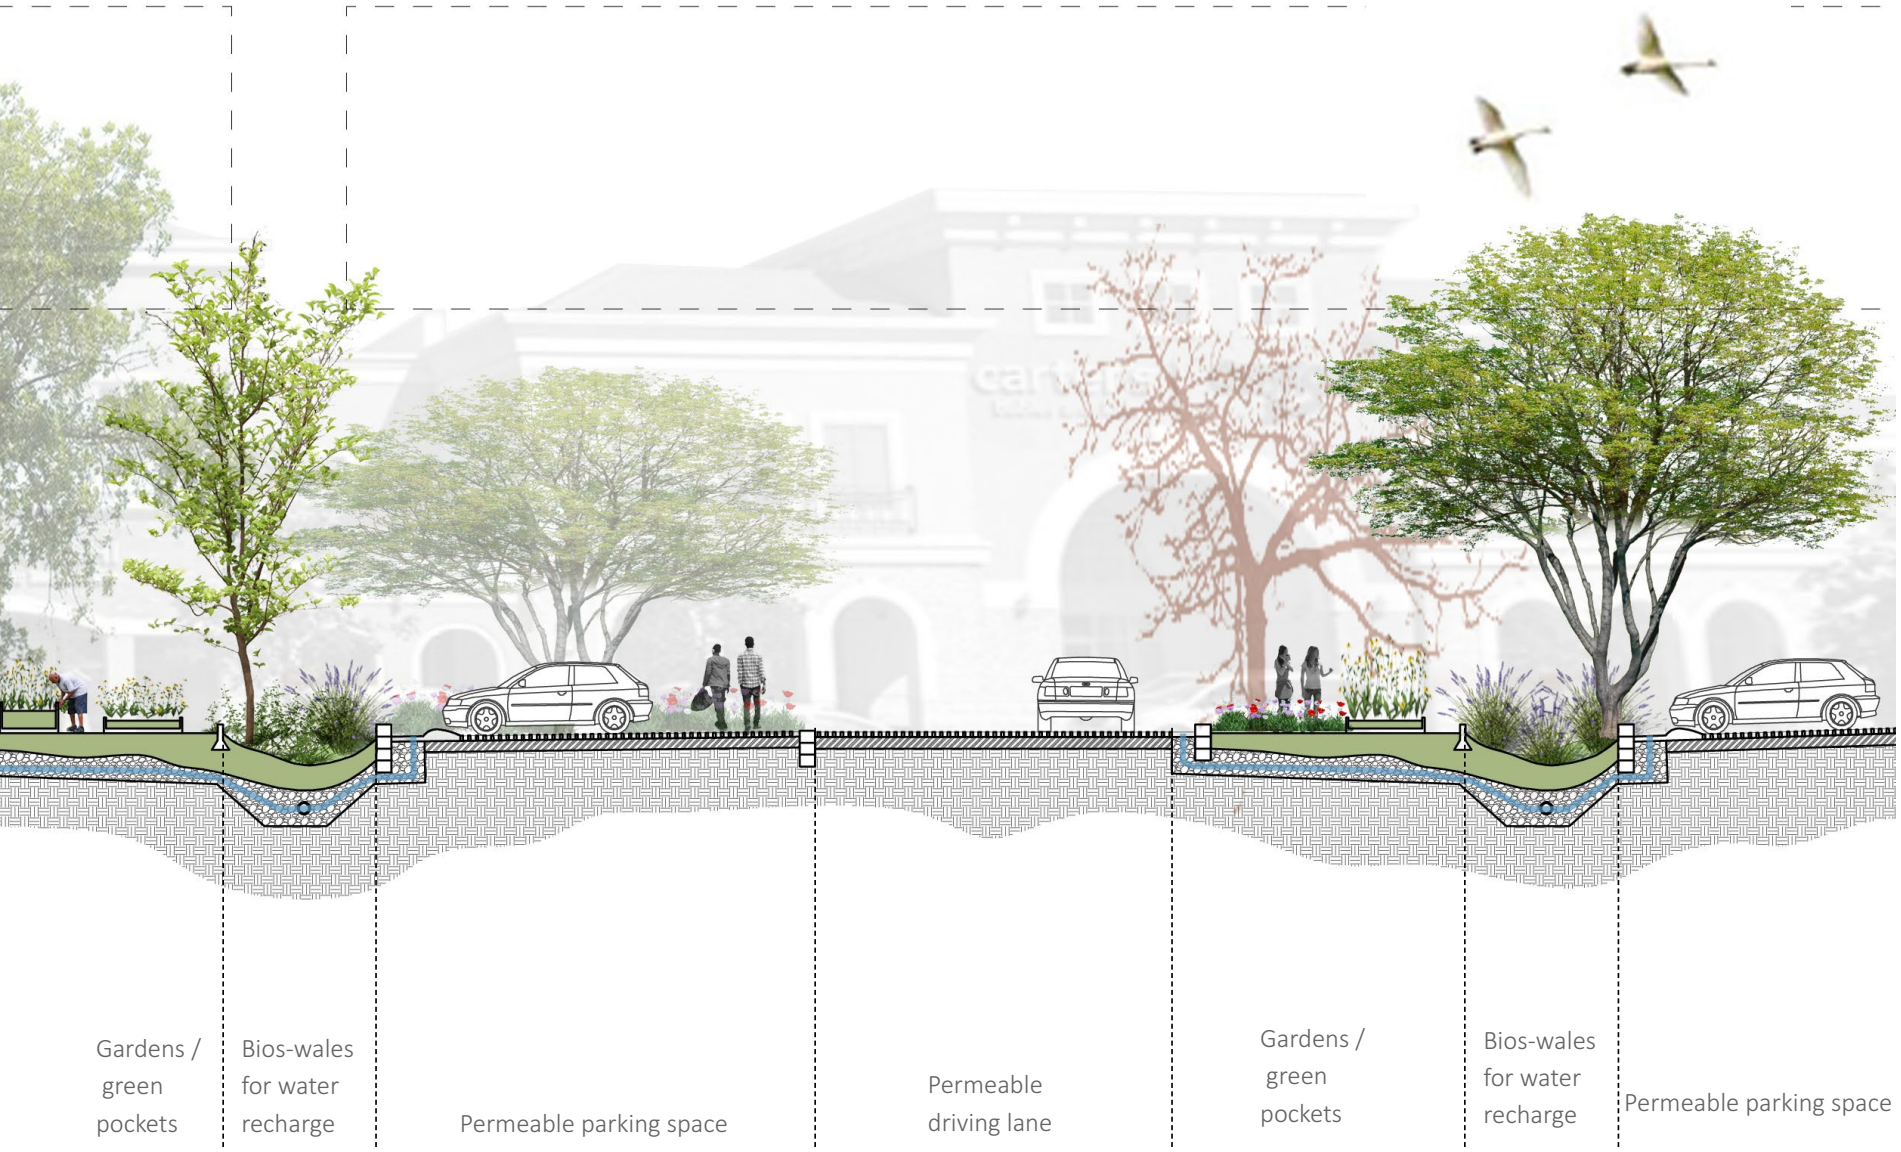 carters
Gardens /
green
pockets
Bios-wales
for water
recharge
Permeable parking space
Permeable
driving lane
Gardens /
green
pockets
Bios-wales
for water
recharge
Permeable parking space